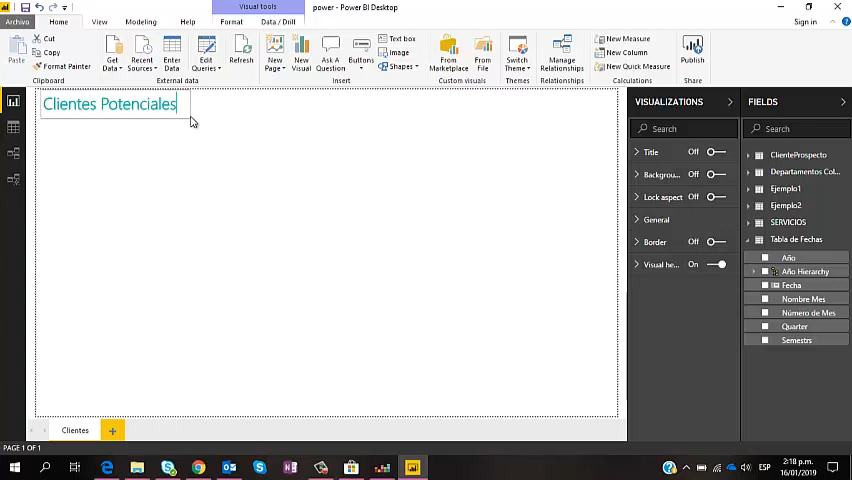 Visual tools
power - Power BI Desktop
Archivo
Home
View
Modeling
Help
Format
Data / Drill
Sign in
Paste
Cut
Copy
Format Painter
Clipboard
Get Data
Recent Sources
Enter Data
Edit Queries
External data
Refresh
New Page
New Visual
Ask A Question
Buttons
Text box
Image
Shapes
Insert
From Marketplace
From File
Custom visuals
Switch Theme
Themes
Manage Relationships
Relationships
New Measure
New Column
New Quick Measure
Calculations
Publish
Share
Clientes Potenciales
VISUALIZATIONS
Search
Title Off
Backgrou... Off
Lock aspect Off
General
Border Off
Visual he... On
FIELDS
Search
ClienteProspecto
Departamentos Col...
Ejemplo1
Ejemplo2
SERVICIOS
Tabla de Fechas
Año
Año Hierarchy
Fecha
Nombre Mes
Número de Mes
Quarter
Semestrs
Clientes
PAGE 1 OF 1
ESP
2:18 p.m.
16/01/2019